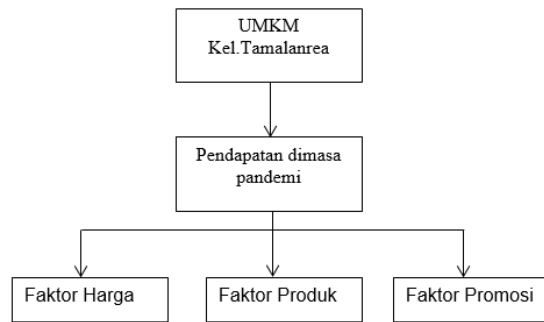 UMKM
Kel.Tamalanrea
Pendapatan dimasa
pandemi
Faktor Harga
Faktor Produk
Faktor Promosi